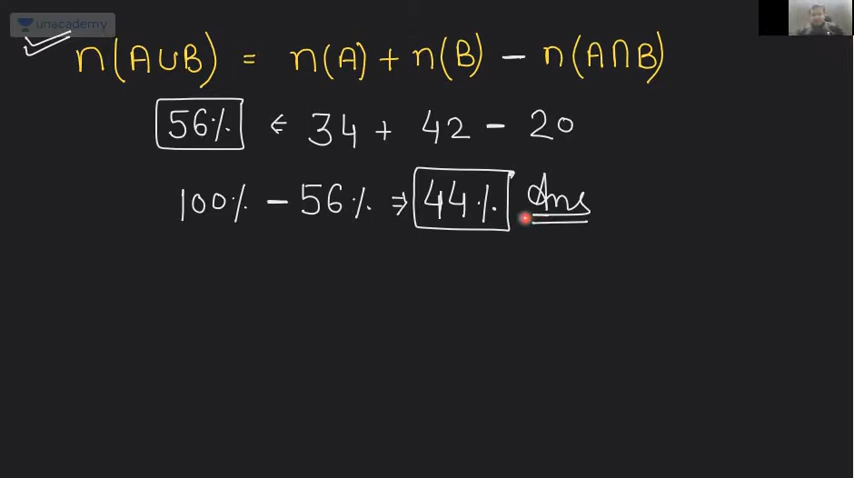 unacademy
n(A∪B) = n(A) + n(B) - n(A∩B)
56% ← 34 + 42 - 20
100% - 56% ⇒ 44% Ans